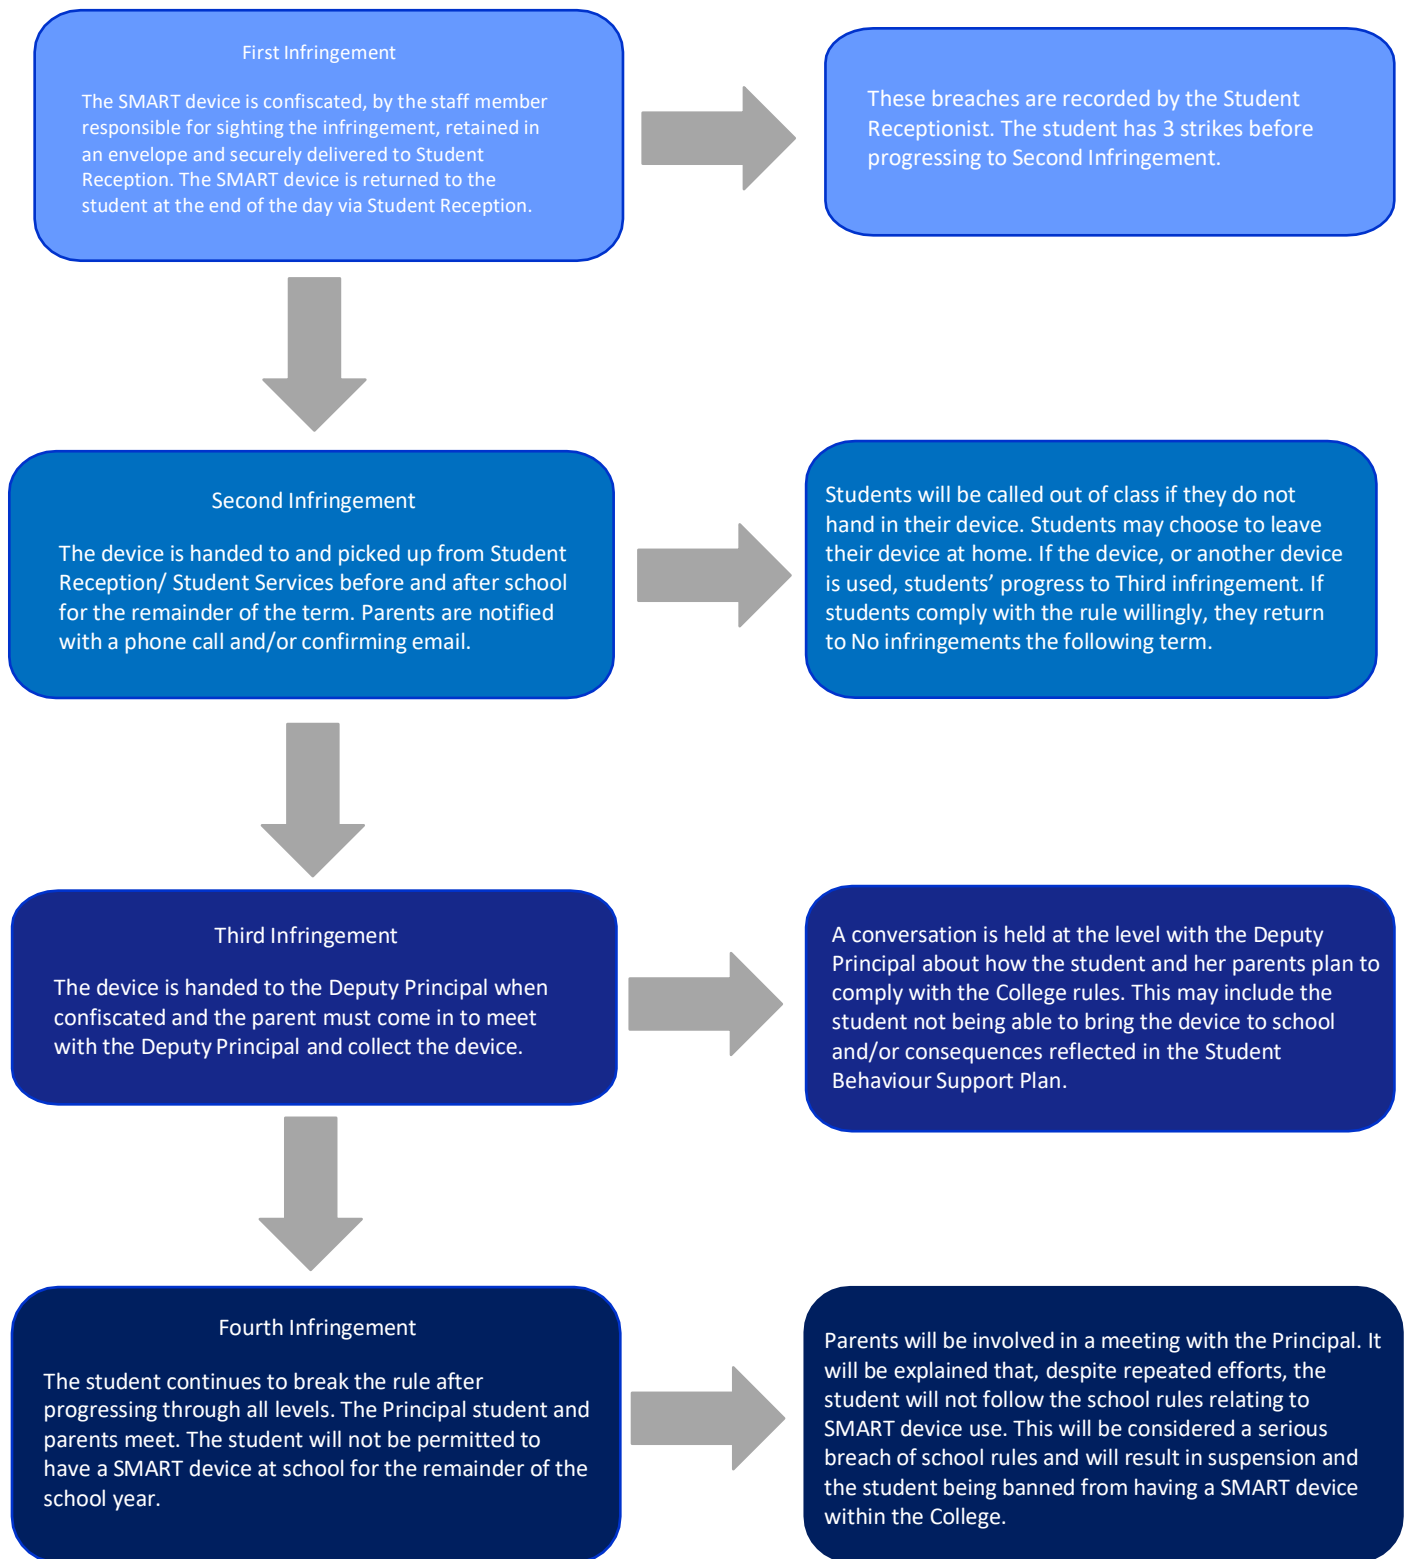 First Infringement
The SMART device is confiscated, by the staff member
responsible for sighting the infringement, retained in
an envelope and securely delivered to Student
Reception. The SMART device is returned to the
student at the end of the day via Student Reception.
These breaches are recorded by the Student
Receptionist. The student has 3 strikes before
progressing to Second Infringement.
Second Infringement
The device is handed to and picked up from Student
Reception/ Student Services before and after school
for the remainder of the term. Parents are notified
with a phone call and/or confirming email.
Students will be called out of class if they do not
hand in their device. Students may choose to leave
their device at home. If the device, or another device
is used, students’ progress to Third infringement. If
students comply with the rule willingly, they return
to No infringements the following term.
Third Infringement
The device is handed to the Deputy Principal when
confiscated and the parent must come in to meet
with the Deputy Principal and collect the device.
A conversation is held at the level with the Deputy
Principal about how the student and her parents plan to
comply with the College rules. This may include the
student not being able to bring the device to school
and/or consequences reflected in the Student
Behaviour Support Plan.
Fourth Infringement
The student continues to break the rule after
progressing through all levels. The Principal student and
parents meet. The student will not be permitted to
have a SMART device at school for the remainder of the
school year.
Parents will be involved in a meeting with the Principal. It
will be explained that, despite repeated efforts, the
student will not follow the school rules relating to
SMART device use. This will be considered a serious
breach of school rules and will result in suspension and
the student being banned from having a SMART device
within the College.